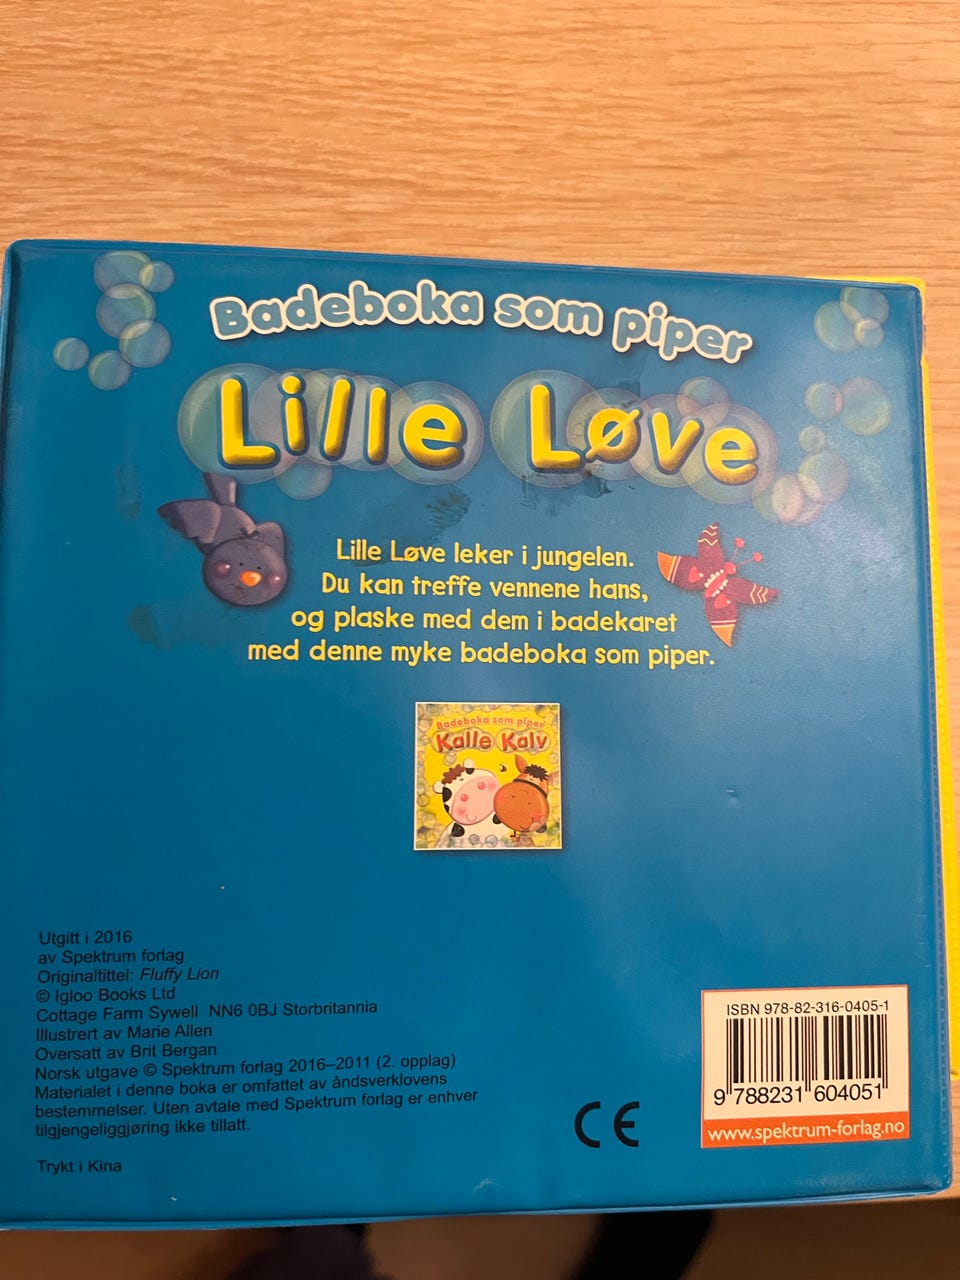 Badeboka som piper
Lille Løve
Lille Løve leker i jungelen.
Du kan treffe vennene hans,
og plaske med dem i badekaret
med denne myke badeboka som piper.
Badeboka som piper
Kalle Kalv
Utgitt i 2016
av Spektrum forlag
Originaltittel: Fluffy Lion
© Igloo Books Ltd
Cottage Farm Sywell NN6 0BJ Storbritannia
Illustrert av Marie Allen
Oversatt av Brit Bergan
Norsk utgave © Spektrum forlag 2016–2011 (2. opplag)
Materialet i denne boka er omfattet av åndsverklovens
bestemmelser. Uten avtale med Spektrum forlag er enhver
tilgjengeliggjøring ikke tillatt.
Trykt i Kina
CE
ISBN 978-82-316-0405-1
9 788231 604051
www.spektrum-forlag.no